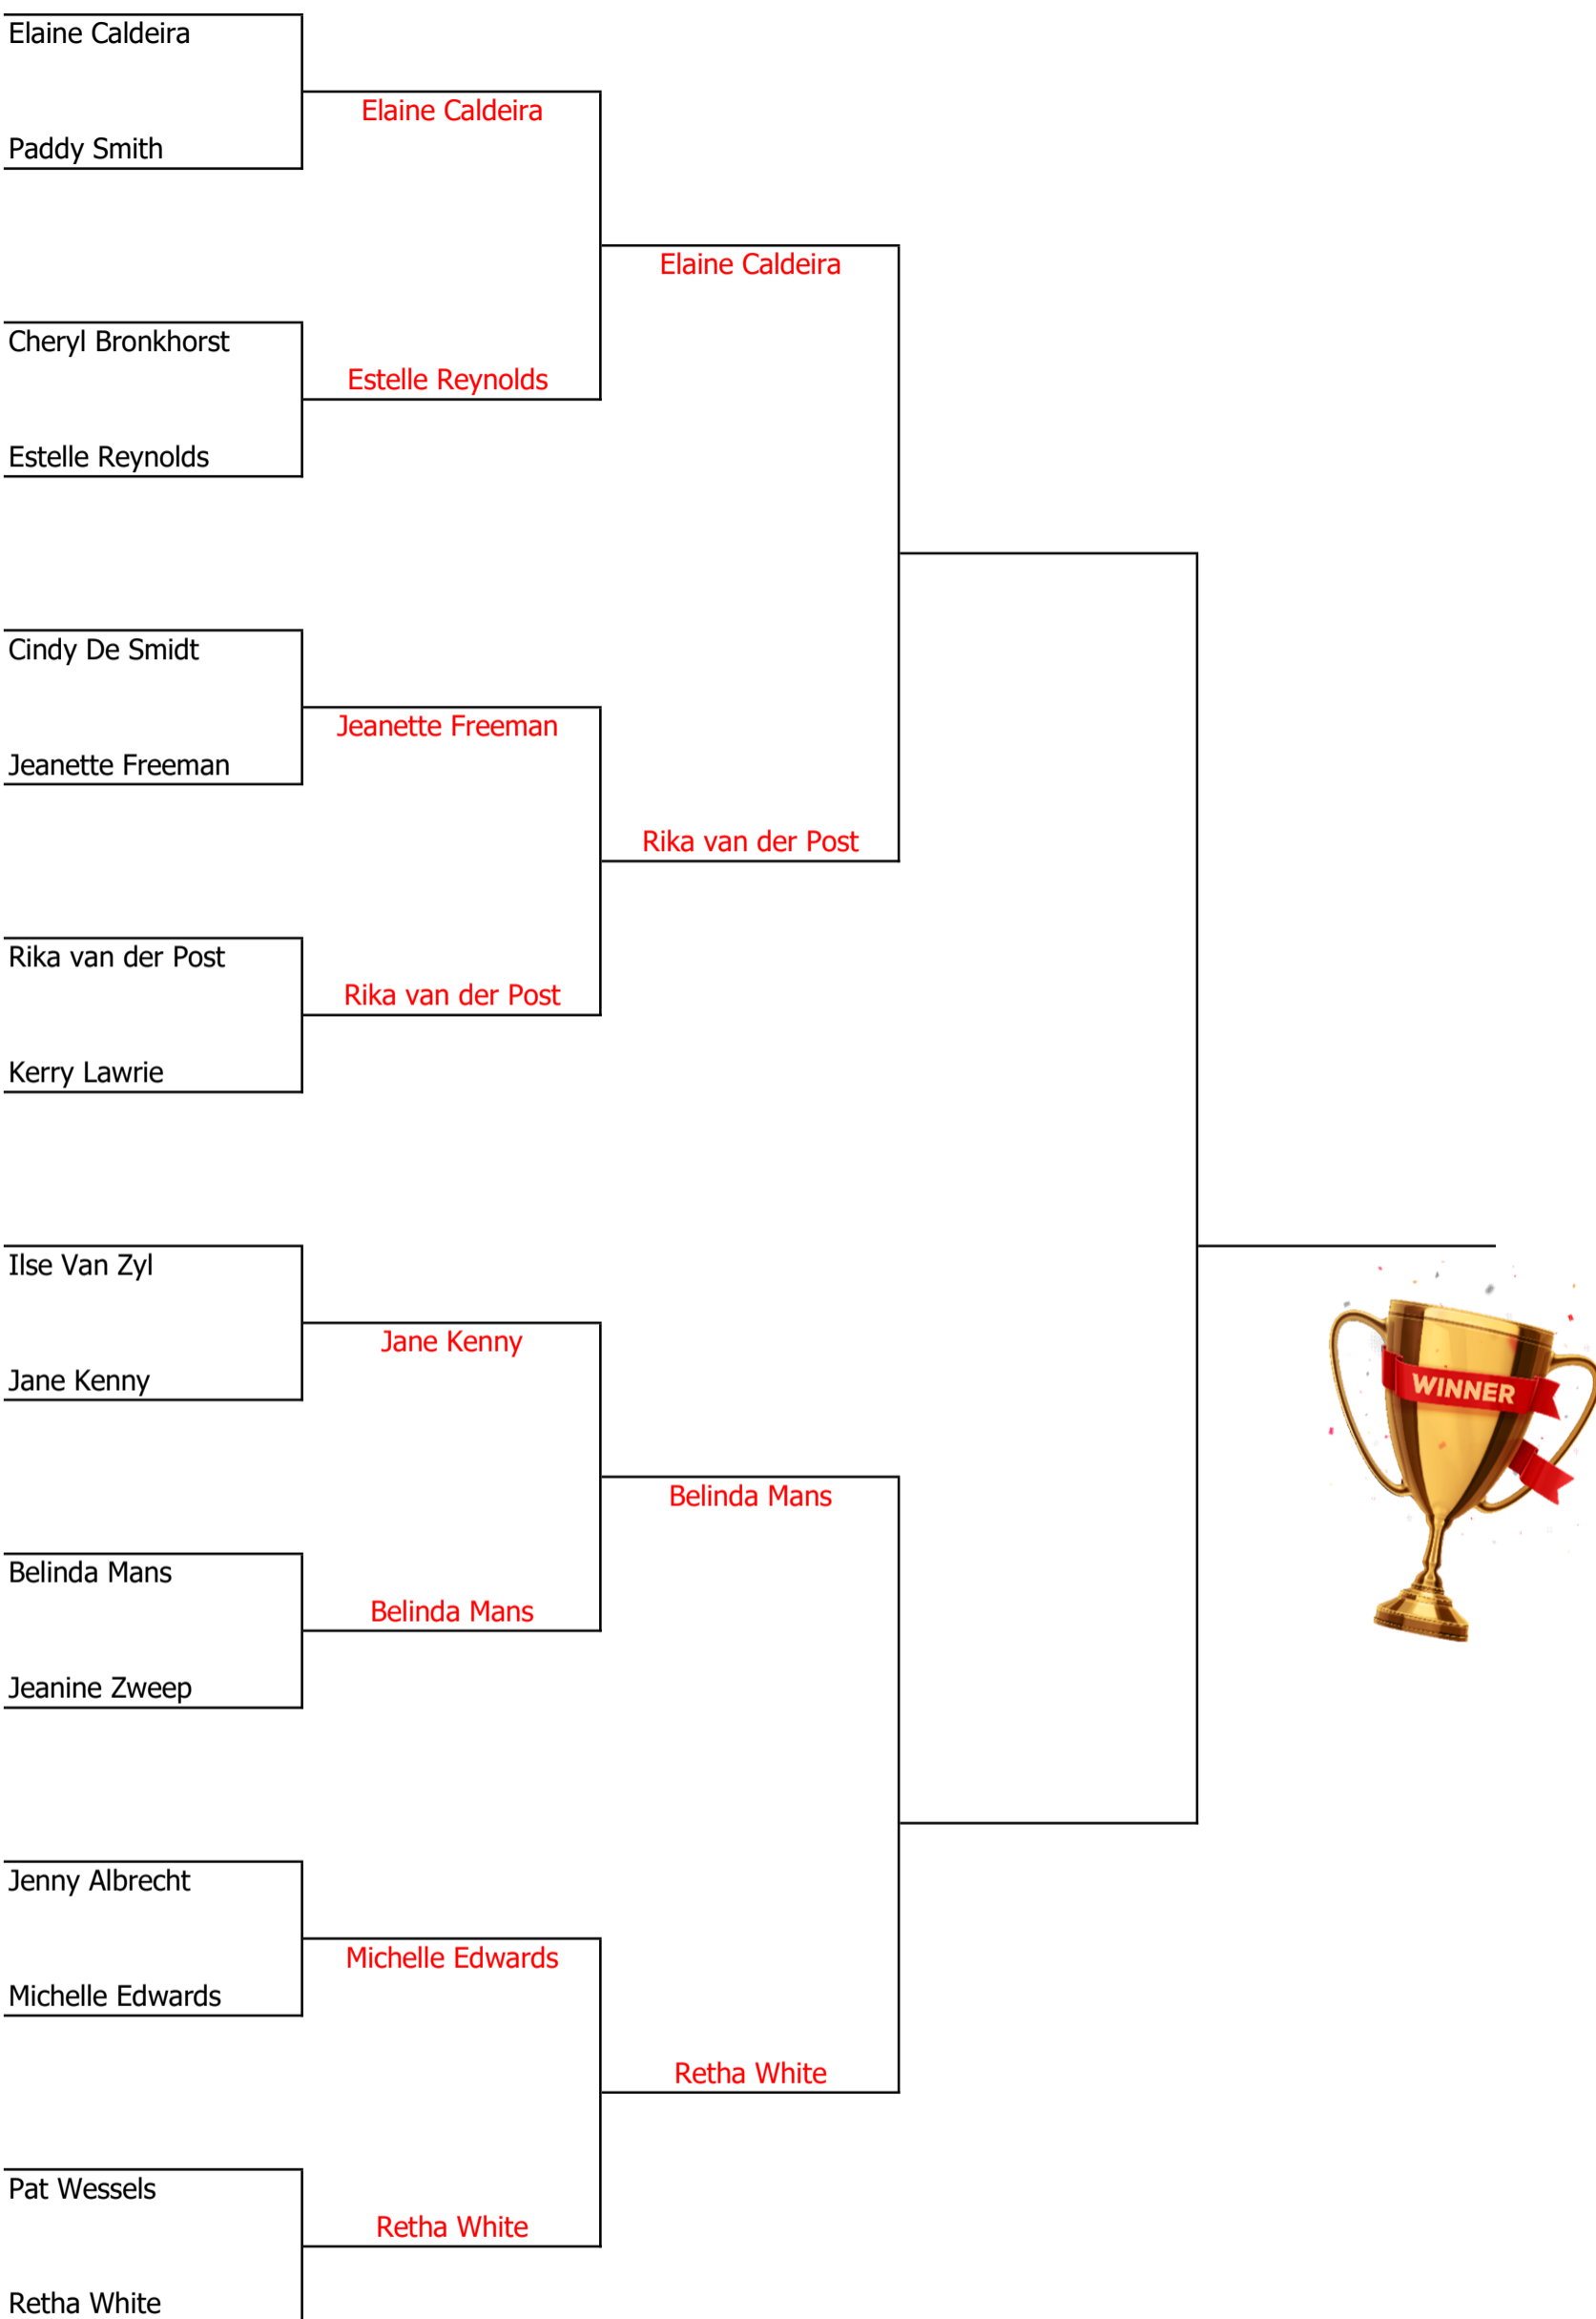 Elaine Caldeira
Elaine Caldeira
Paddy Smith
Elaine Caldeira
Cheryl Bronkhorst
Estelle Reynolds
Estelle Reynolds
Cindy De Smidt
Jeanette Freeman
Jeanette Freeman
Rika van der Post
Rika van der Post
Rika van der Post
Kerry Lawrie
Ilse Van Zyl
Jane Kenny
Jane Kenny
WINNER
Belinda Mans
Belinda Mans
Belinda Mans
Jeanine Zweep
Jenny Albrecht
Michelle Edwards
Michelle Edwards
Retha White
Pat Wessels
Retha White
Retha White